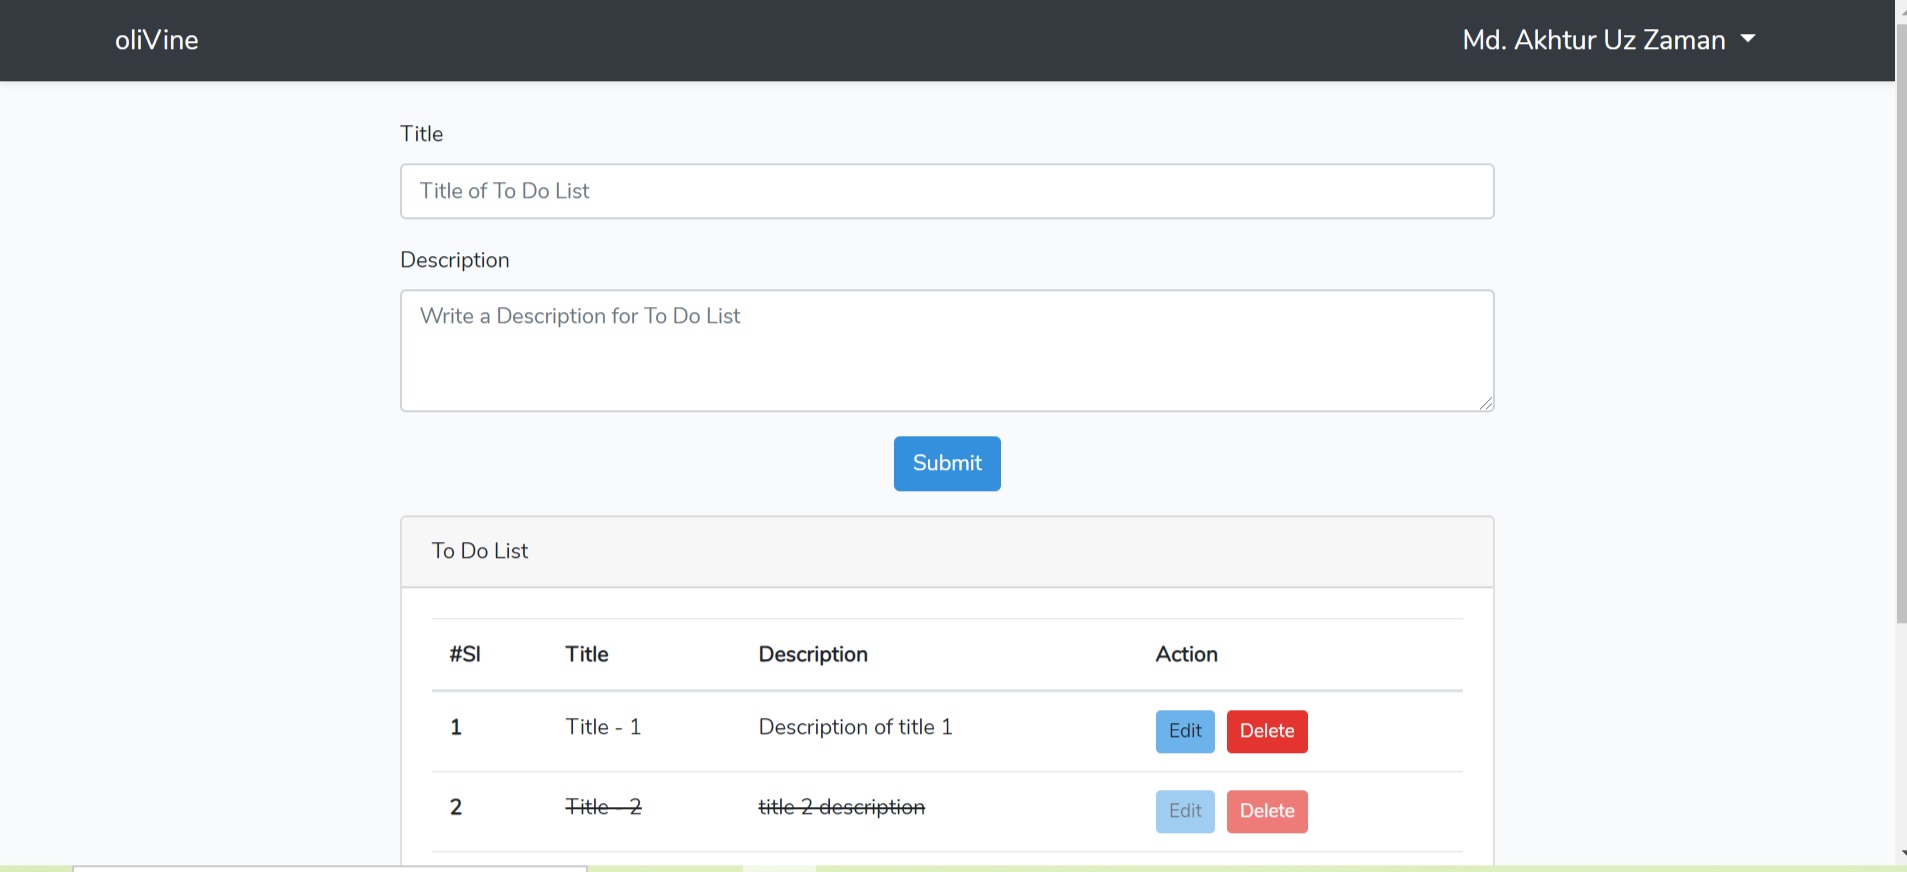 oliVine Md. Akhtur Uz Zaman
Title
Title of To Do List
Description
Write a Description for To Do List
Submit
To Do List
#Sl Title Description Action
1 Title - 1 Description of title 1 Edit Delete
2 Title - 2 title 2 description Edit Delete